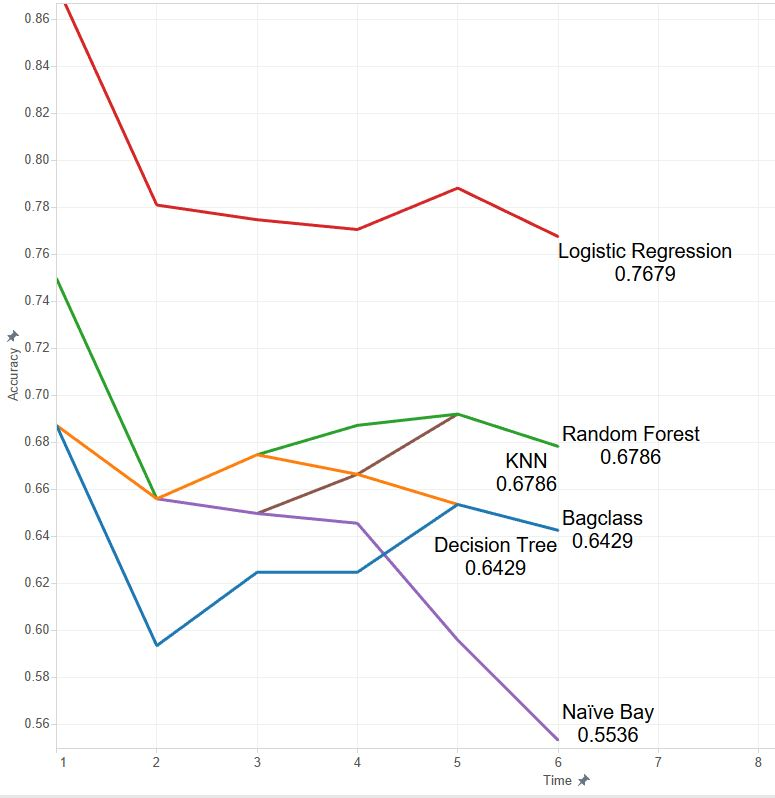 0.86
0.84
0.82
0.80
0.78
0.76
0.74
0.72
0.70
0.68
0.66
0.64
0.62
0.60
0.58
0.56
Accuracy
Logistic Regression
0.7679
Random Forest
0.6786
KNN
0.6786
Bagclass
0.6429
Decision Tree
0.6429
Naïve Bay
0.5536
1 2 3 4 5 6 7 8
Time